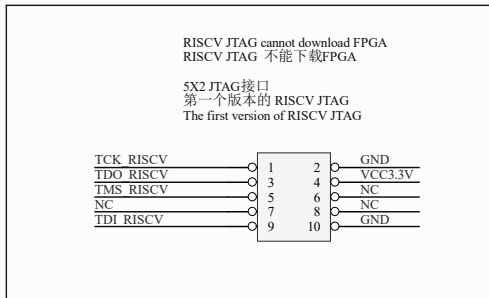 RISCV JTAG cannot download FPGA
RISCV JTAG 不能下载FPGA
5X2 JTAG接口
第一个版本的 RISCV JTAG
The first version of RISCV JTAG
TCK_RISCV 1 2 GND
TDO_RISCV 3 4 VCC3.3V
TMS_RISCV 5 6 NC
NC 7 8 NC
TDI_RISCV 9 10 GND